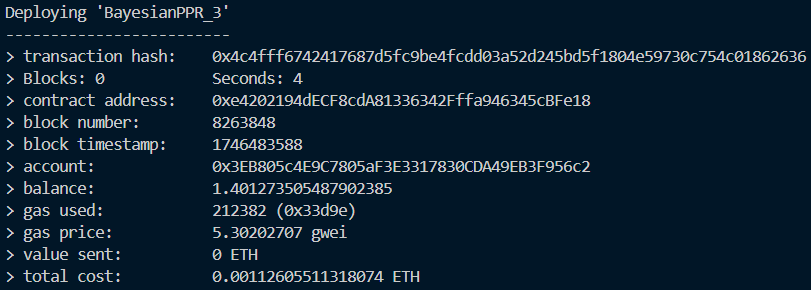 Deploying 'BayesianPPR_3'
-------------------------
> transaction hash:    0x4c4fff6742417687d5fc9be4fcdd03a52d245bd5f1804e59730c754c01862636
> Blocks: 0            Seconds: 4
> contract address:    0xe4202194dECF8cdA81336342Fffa946345cBFe18
> block number:        8263848
> block timestamp:     1746483588
> account:             0x3EB805c4E9C7805aF3E3317830CDA49EB3F956c2
> balance:             1.401273505487902385
> gas used:            212382 (0x33d9e)
> gas price:           5.30202707 gwei
> value sent:          0 ETH
> total cost:          0.00112605511318074 ETH